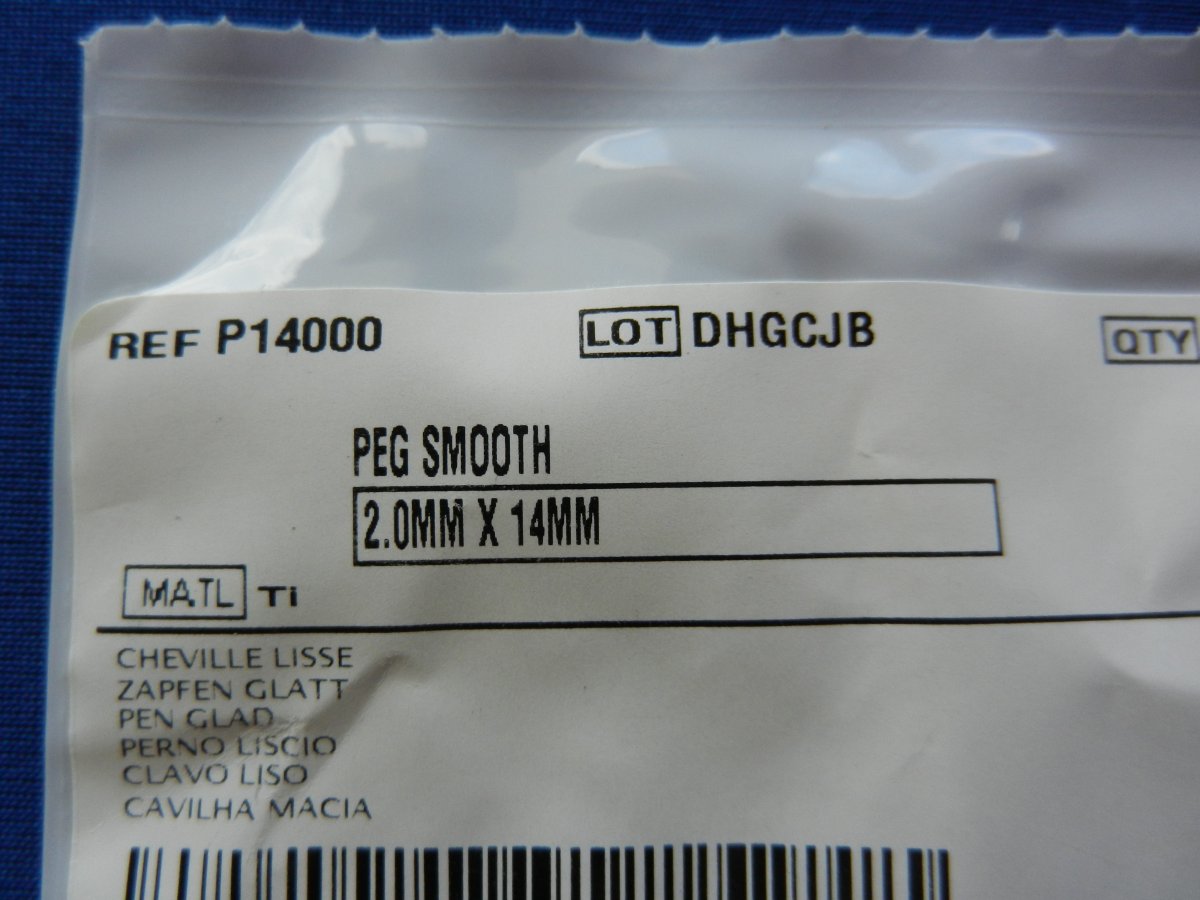 REF P14000 LOT DHGCJB QTY
PEG SMOOTH
2.0MM X 14MM
MATL Ti
CHEVILLE LISSE
ZAPFEN GLATT
PEN GLAD
PERNO LISCIO
CLAVO LISO
CAVILHA MACIA